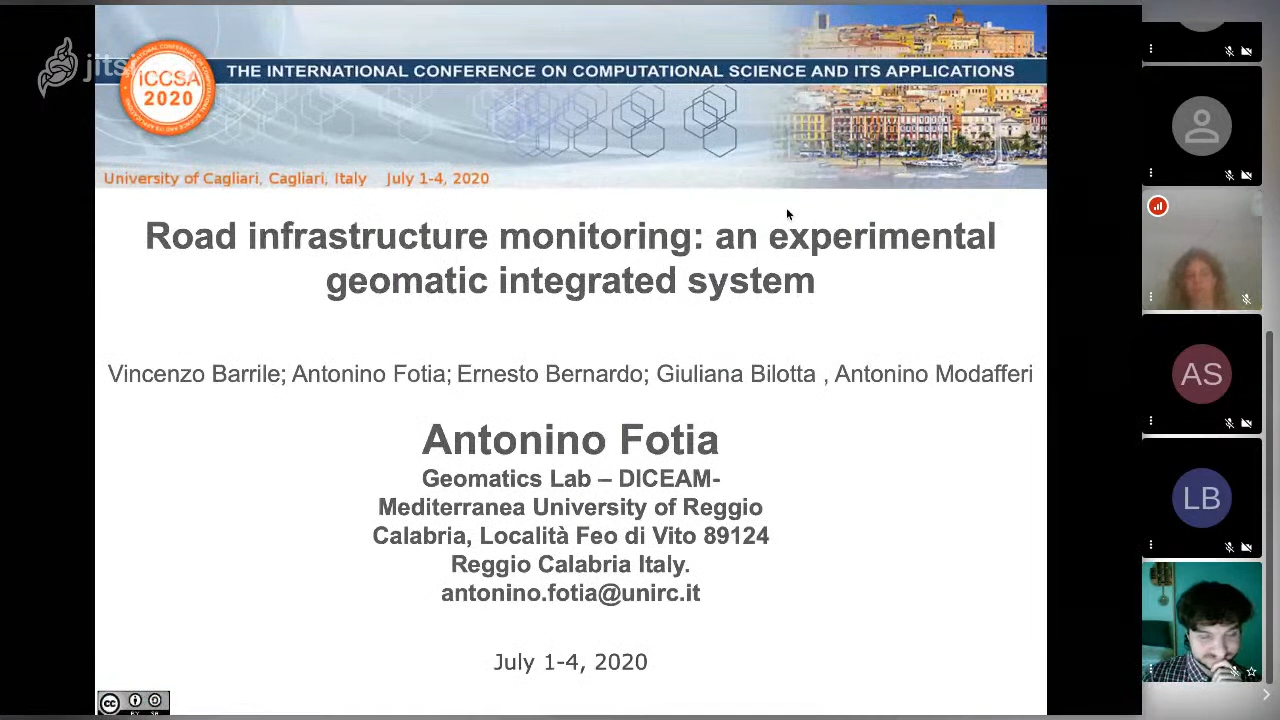 jitsi
iCCSA
2020
THE INTERNATIONAL CONFERENCE ON COMPUTATIONAL SCIENCE AND ITS APPLICATIONS
University of Cagliari, Cagliari, Italy July 1-4, 2020
Road infrastructure monitoring: an experimental
geomatic integrated system
Vincenzo Barrile; Antonino Fotia; Ernesto Bernardo; Giuliana Bilotta , Antonino Modafferi
Antonino Fotia
Geomatics Lab – DICEAM-
Mediterranea University of Reggio
Calabria, Località Feo di Vito 89124
Reggio Calabria Italy.
antonino.fotia@unirc.it
July 1-4, 2020
cc
AS
LB